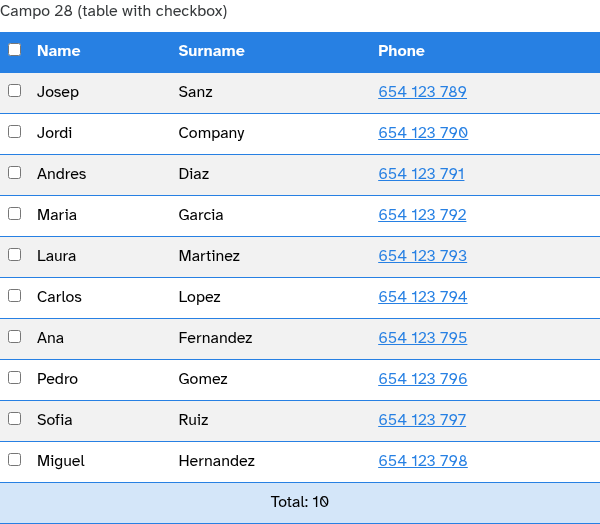 Campo 28 (table with checkbox)
Name Surname Phone
Josep Sanz 654 123 789
Jordi Company 654 123 790
Andres Diaz 654 123 791
Maria Garcia 654 123 792
Laura Martinez 654 123 793
Carlos Lopez 654 123 794
Ana Fernandez 654 123 795
Pedro Gomez 654 123 796
Sofia Ruiz 654 123 797
Miguel Hernandez 654 123 798
Total: 10